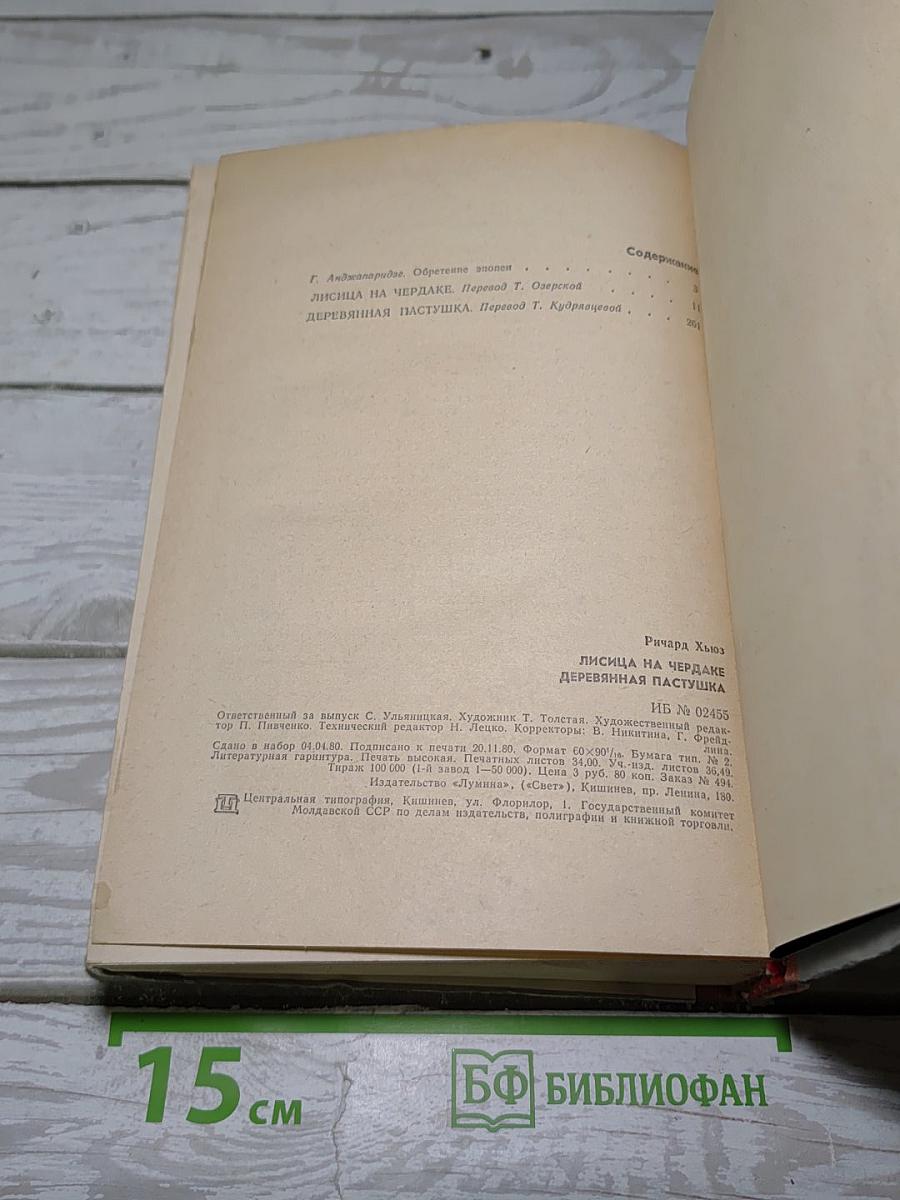 Содержание
Г. Анджапаридзе. Обретение эпопеи . . . . . . . 3
ЛИСИЦА НА ЧЕРДАКЕ. Перевод Т. Озерской . . . . . 11
ДЕРЕВЯННАЯ ПАСТУШКА. Перевод Т. Кудрявцевой . . . 261
Ричард Хьюз
ЛИСИЦА НА ЧЕРДАКЕ
ДЕРЕВЯННАЯ ПАСТУШКА
ИБ № 02455
Ответственный за выпуск С. Ульяницкая. Художник Т. Толстая. Художественный редак-
тор П. Пивченко. Технический редактор Н. Лецко. Корректоры: В. Никитина, Г. Фрейд-
лина.
Сдано в набор 04.04.80. Подписано к печати 20.11.80. Формат 60×90¹/₁₆. Бумага тип. № 2.
Литературная гарнитура. Печать высокая. Печатных листов 34,00. Уч.-изд. листов 36,49.
Тираж 100 000 (1-й завод 1—50 000). Цена 3 руб. 80 коп. Заказ № 494.
Издательство «Лумина», («Свет»), Кишинев, пр. Ленина, 180.
Центральная типография, Кишинев, ул. Флорилор, 1. Государственный комитет
Молдавской ССР по делам издательств, полиграфии и книжной торговли.
15 см
БФ БИБЛИОФАН